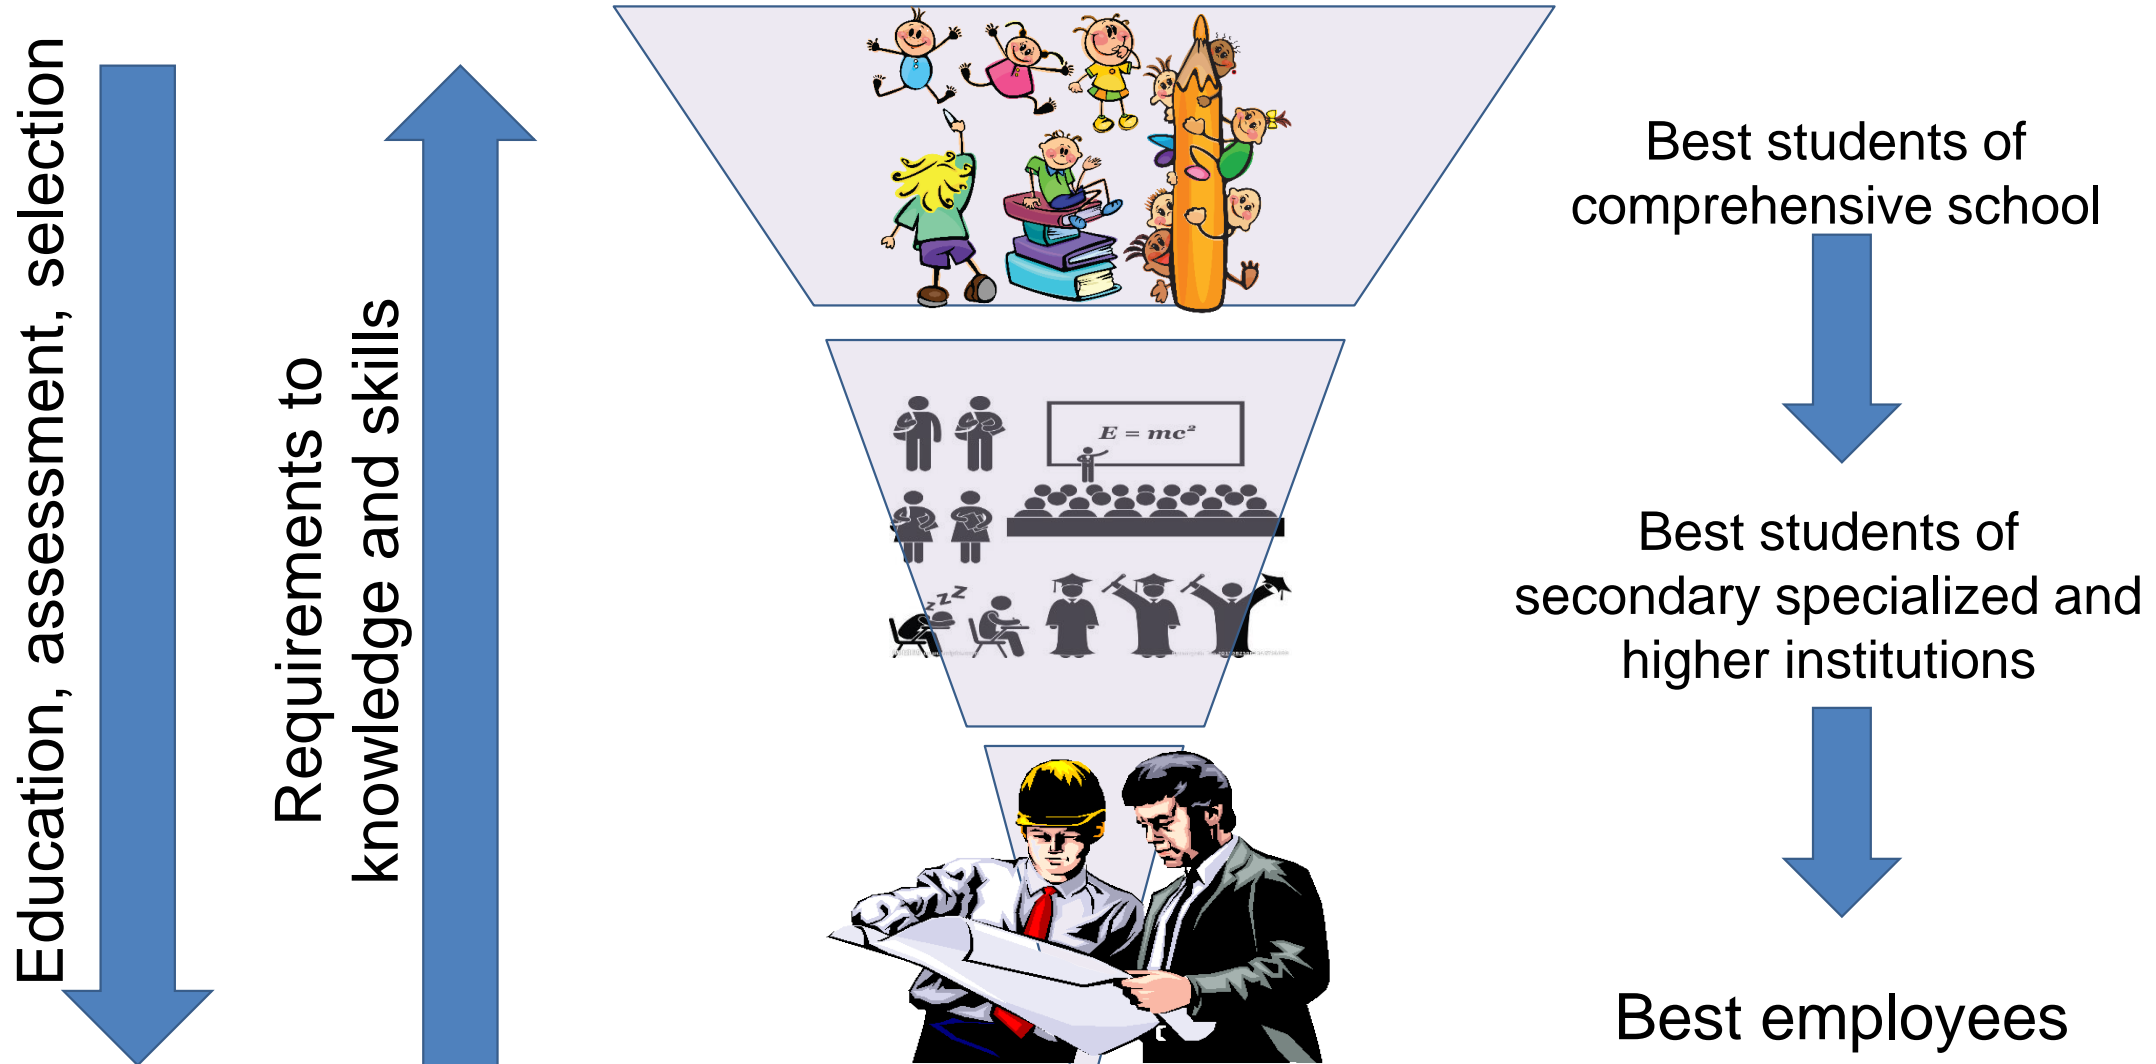 Education, assessment, selection
Requirements to
knowledge and skills
E = mc²
zzZ
Best students of
comprehensive school
Best students of
secondary specialized and
higher institutions
Best employees